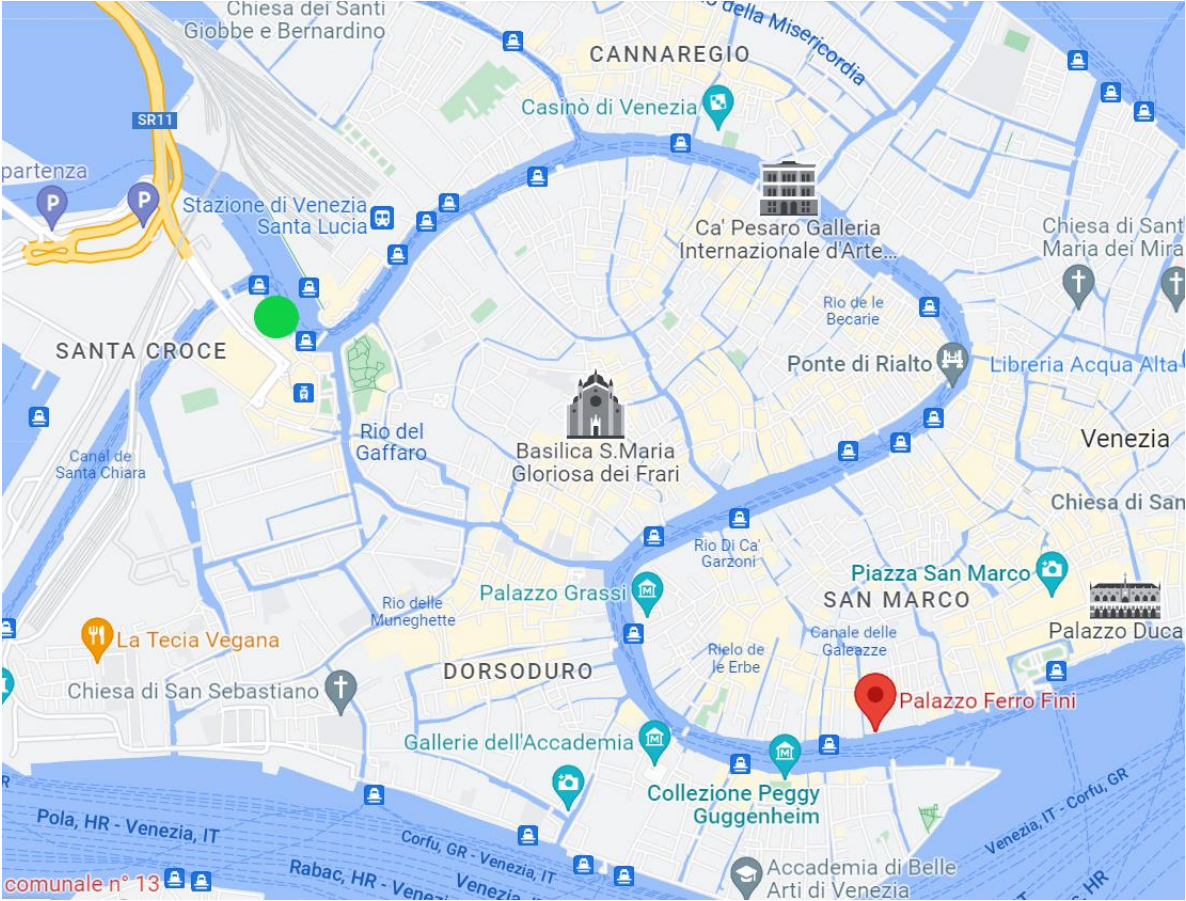 Chiesa dei Santi
Giobbe e Bernardino
della Misericordia
CANNAREGIO
Casinò di Venezia
SR11
partenza
P
P
Stazione di Venezia
Santa Lucia
Ca' Pesaro Galleria
Internazionale d'Arte...
Chiesa di Sant
Maria dei Mira
Rio de le
Becarie
SANTA CROCE
Ponte di Rialto
Libreria Acqua Alta
Rio del
Gaffaro
Basilica S.Maria
Gloriosa dei Frari
Venezia
Canal de
Santa Chiara
Chiesa di San
Rio Di Ca'
Garzoni
Piazza San Marco
Palazzo Grassi
SAN MARCO
Rio delle
Muneghette
Palazzo Duca
La Tecia Vegana
Canale delle
Galeazze
Rielo de
le Erbe
DORSODURO
Chiesa di San Sebastiano
Palazzo Ferro Fini
Gallerie dell'Accademia
Collezione Peggy
Guggenheim
GR
Pola, HR - Venezia, IT
Corfu, GR - Venezia, IT
Venezia, IT - Corfu, GR
Rabac, HR - Venezi
Venezia, IT
, HR
Accademia di Belle
Arti di Venezia
comunale n° 13